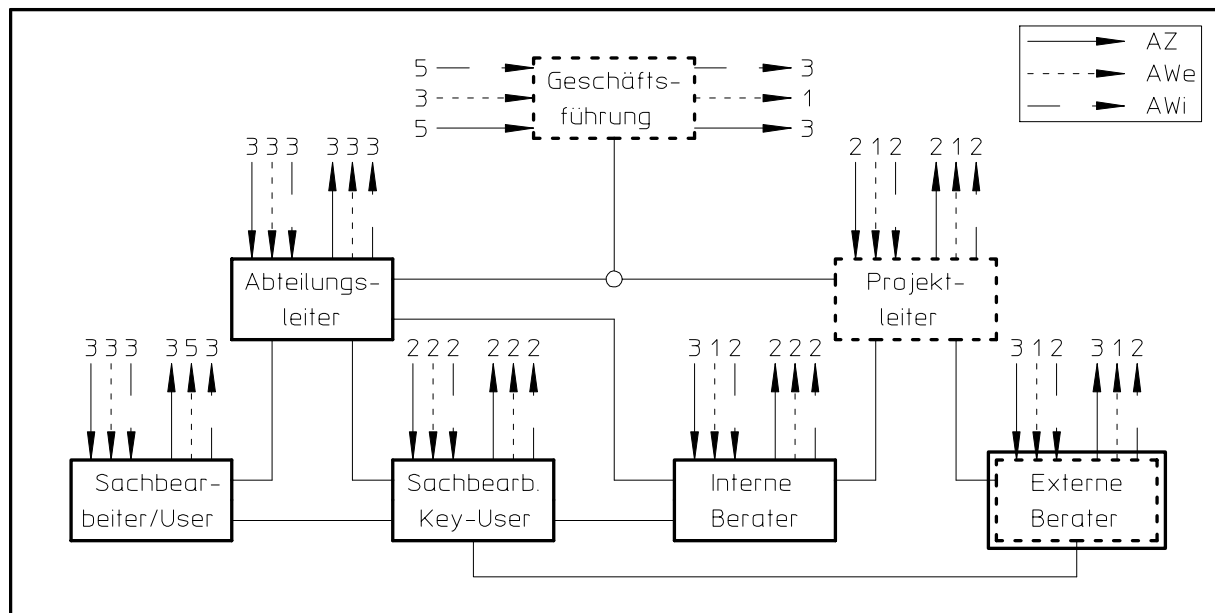 AZ
5 3
Geschäfts-
AWe
3 1
führung
AWi
5 3
3 3 3 3 3 3
2 1 2 2 1 2
Abteilungs-
leiter
Projekt-
leiter
3 3 3 3 5 3
2 2 2 2 2 2
3 1 2 2 2 2
3 1 2 3 1 2
Sachbear-
beiter/User
Sachbearb.
Key-User
Interne
Berater
Externe
Berater